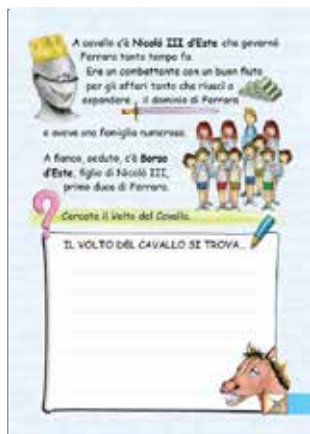 A cavallo c'è Nicolò III d'Este che governò
Ferrara tanto tempo fa.
Era un combattente con un buon fiuto
per gli affari tanto che riuscì a
espandere il dominio di Ferrara
e aveva una famiglia numerosa.
A fianco, seduto, c'è Borso
d'Este, figlio di Nicolò III,
primo duca di Ferrara.
Cercate il Volto del Cavallo.
IL VOLTO DEL CAVALLO SI TROVA...